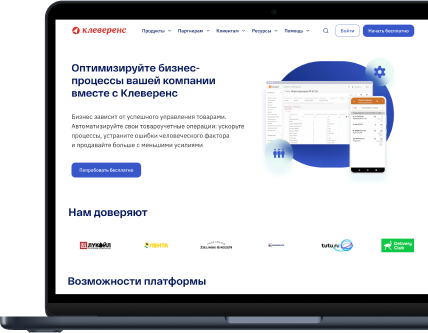 Клеверенс
Продукты Партнерам Клиентам Ресурсы Помощь Войти Начать бесплатно
Оптимизируйте бизнес-
процессы вашей компании
вместе с Клеверенс
Бизнес зависит от успешного управления товарами.
Автоматизируйте свои товароучетные операции: ускорьте
процессы, устраните ошибки человеческого фактора
и продавайте больше с меньшими усилиями
Попробовать бесплатно
Нам доверяют
ЛУКОЙЛ ЛЕНТА ZIELINSKI &ROZEN tutu.ru Delivery
Club
Возможности платформы